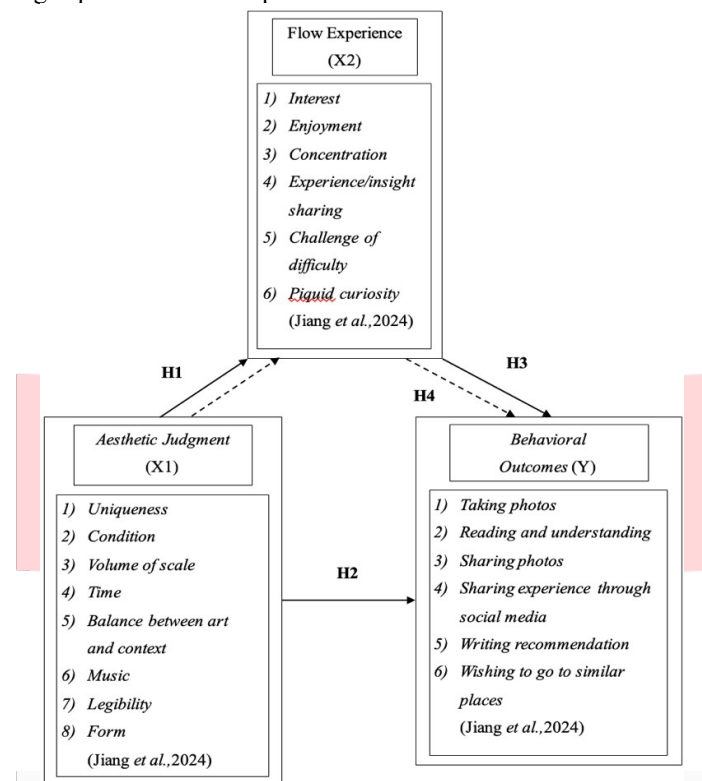 Flow Experience
(X2)
1) Interest
2) Enjoyment
3) Concentration
4) Experience/insight
sharing
5) Challenge of
difficulty
6) Piquid curiosity
(Jiang et al.,2024)
H1
H3
H4
Aesthetic Judgment
(X1)
1) Uniqueness
2) Condition
3) Volume of scale
4) Time
5) Balance between art
and context
6) Music
7) Legibility
8) Form
(Jiang et al.,2024)
H2
Behavioral
Outcomes (Y)
1) Taking photos
2) Reading and understanding
3) Sharing photos
4) Sharing experience through
social media
5) Writing recommendation
6) Wishing to go to similar
places
(Jiang et al.,2024)